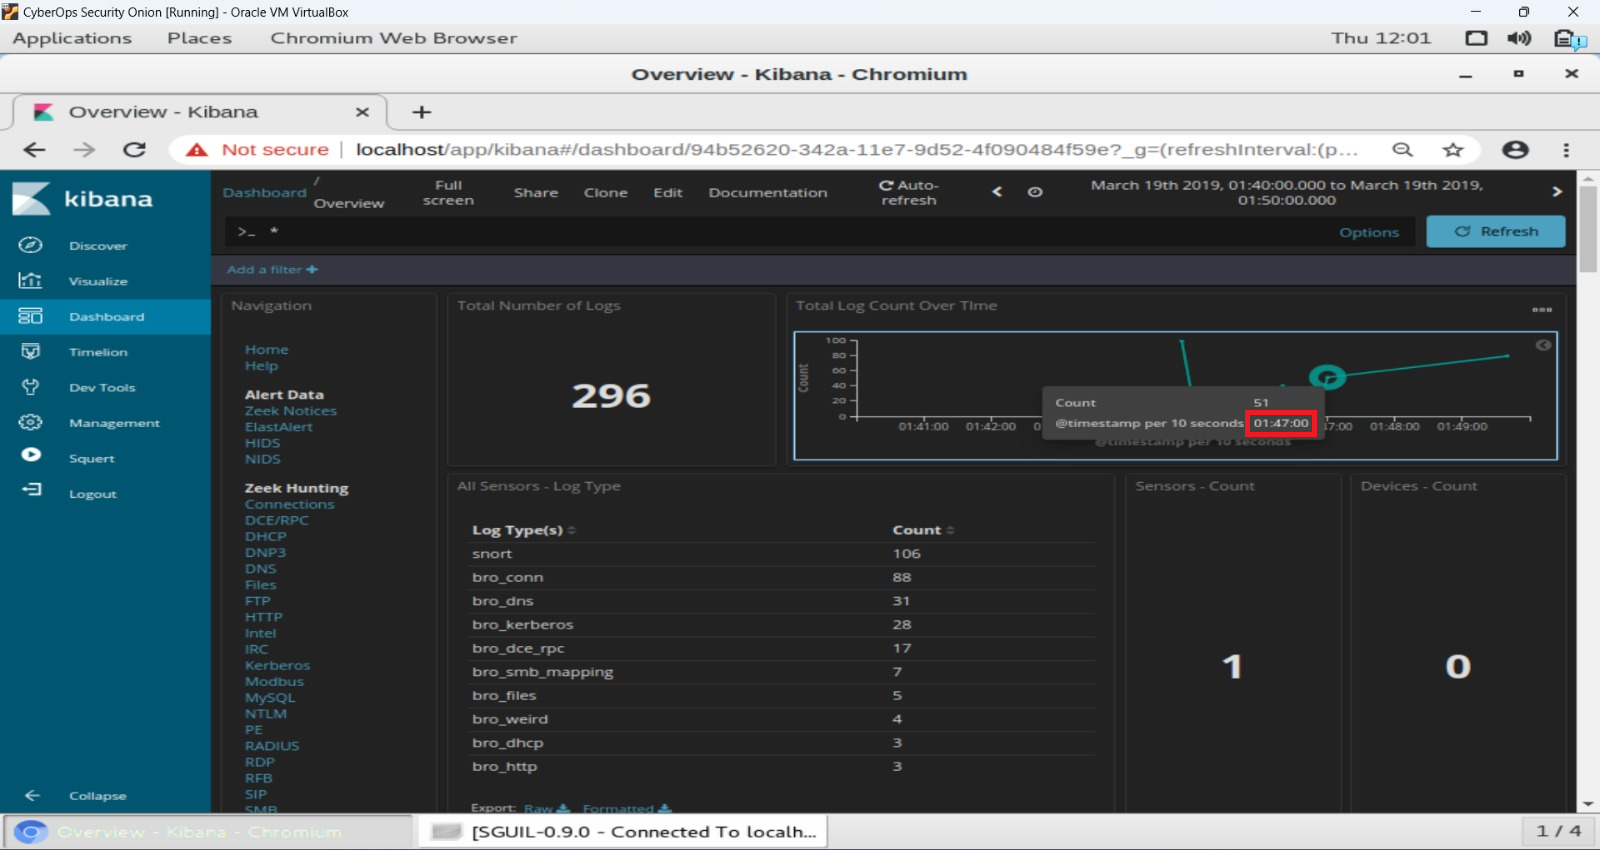 CyberOps Security Onion [Running] - Oracle VM VirtualBox
Applications Places Chromium Web Browser Thu 12:01
Overview - Kibana - Chromium
Overview - Kibana
Not secure localhost/app/kibana#/dashboard/94b52620-342a-11e7-9d52-4f090484f59e?_g=(refreshInterval:(p...
kibana
Discover
Visualize
Dashboard
Timelion
Dev Tools
Management
Squert
Logout
Collapse
Dashboard / Overview
Full screen
Share Clone Edit Documentation
Auto-refresh
March 19th 2019, 01:40:00.000 to March 19th 2019,
01:50:00.000
>_ *
Options
Refresh
Add a filter +
Navigation
Home
Help
Alert Data
Zeek Notices
ElastAlert
HIDS
NIDS
Zeek Hunting
Connections
DCE/RPC
DHCP
DNP3
DNS
Files
FTP
HTTP
Intel
IRC
Kerberos
Modbus
MySQL
NTLM
PE
RADIUS
RDP
RFB
SIP
SMB
Total Number of Logs
296
Total Log Count Over TIme
Count
100
80
60
40
20
0
01:41:00 01:42:00 0 7:00 01:48:00 01:49:00
@timestamp per 10 seconds
Count 51
@timestamp per 10 seconds 01:47:00
All Sensors - Log Type
Log Type(s) Count
snort 106
bro_conn 88
bro_dns 31
bro_kerberos 28
bro_dce_rpc 17
bro_smb_mapping 7
bro_files 5
bro_weird 4
bro_dhcp 3
bro_http 3
Export: Raw Formatted
Sensors - Count
1
Devices - Count
0
Overview - Kibana - Chromium
[SGUIL-0.9.0 - Connected To localh...
1 / 4